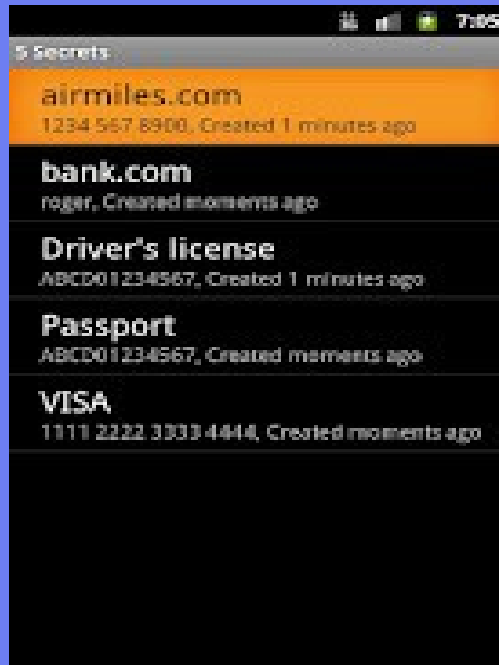 7:05
5 Secrets
airmiles.com
1234 567 8900, Created 1 minutes ago
bank.com
roger, Created moments ago
Driver's license
ABCD01234567, Created 1 minutes ago
Passport
ABCD01234567, Created moments ago
VISA
1111 2222 3333 4444, Created moments ago